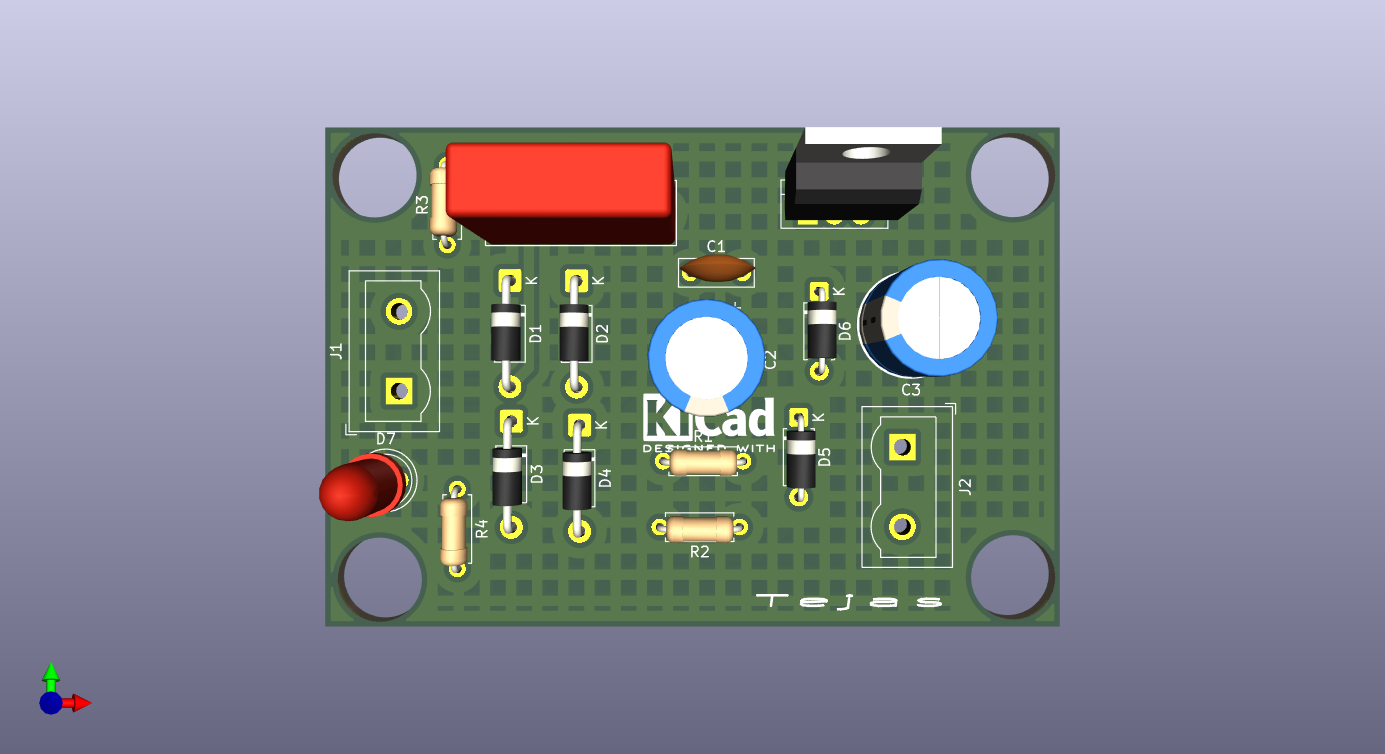 R3
C1
K
K
K
D1
D2
D6
J1
C2
C3
KiCad
D7
K
K
K
R1
DESIGNED WITH
D3
D4
D5
J2
R4
R2
Tejas